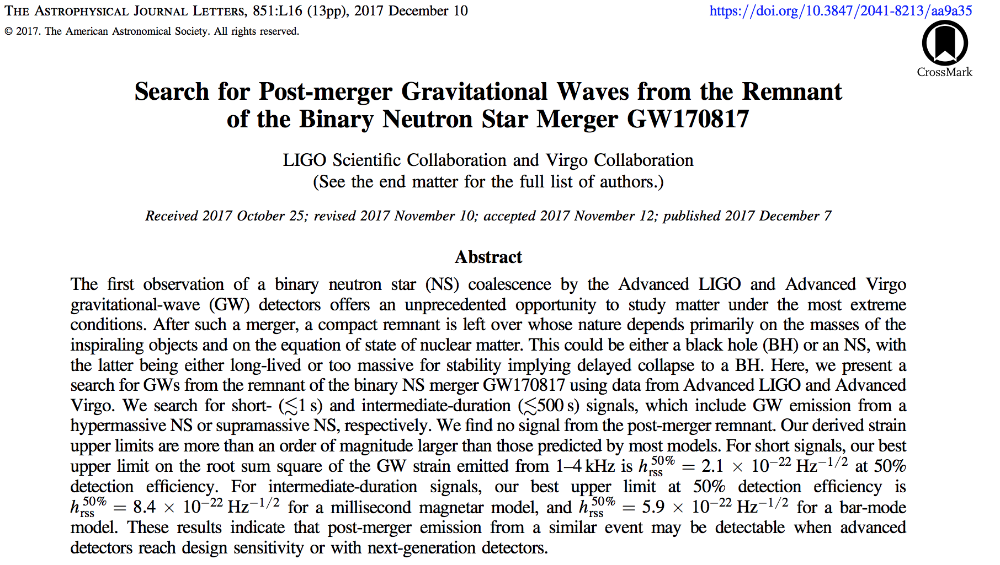 THE ASTROPHYSICAL JOURNAL LETTERS, 851:L16 (13pp), 2017 December 10
https://doi.org/10.3847/2041-8213/aa9a35
© 2017. The American Astronomical Society. All rights reserved.
CrossMark
Search for Post-merger Gravitational Waves from the Remnant
of the Binary Neutron Star Merger GW170817
LIGO Scientific Collaboration and Virgo Collaboration
(See the end matter for the full list of authors.)
Received 2017 October 25; revised 2017 November 10; accepted 2017 November 12; published 2017 December 7
Abstract
The first observation of a binary neutron star (NS) coalescence by the Advanced LIGO and Advanced Virgo
gravitational-wave (GW) detectors offers an unprecedented opportunity to study matter under the most extreme
conditions. After such a merger, a compact remnant is left over whose nature depends primarily on the masses of the
inspiraling objects and on the equation of state of nuclear matter. This could be either a black hole (BH) or an NS, with
the latter being either long-lived or too massive for stability implying delayed collapse to a BH. Here, we present a
search for GWs from the remnant of the binary NS merger GW170817 using data from Advanced LIGO and Advanced
Virgo. We search for short- (≲1 s) and intermediate-duration (≲500 s) signals, which include GW emission from a
hypermassive NS or supramassive NS, respectively. We find no signal from the post-merger remnant. Our derived strain
upper limits are more than an order of magnitude larger than those predicted by most models. For short signals, our best
upper limit on the root sum square of the GW strain emitted from 1–4 kHz is h_rss^50% = 2.1 × 10^−22 Hz^−1/2 at 50%
detection efficiency. For intermediate-duration signals, our best upper limit at 50% detection efficiency is
h_rss^50% = 8.4 × 10^−22 Hz^−1/2 for a millisecond magnetar model, and h_rss^50% = 5.9 × 10^−22 Hz^−1/2 for a bar-mode
model. These results indicate that post-merger emission from a similar event may be detectable when advanced
detectors reach design sensitivity or with next-generation detectors.